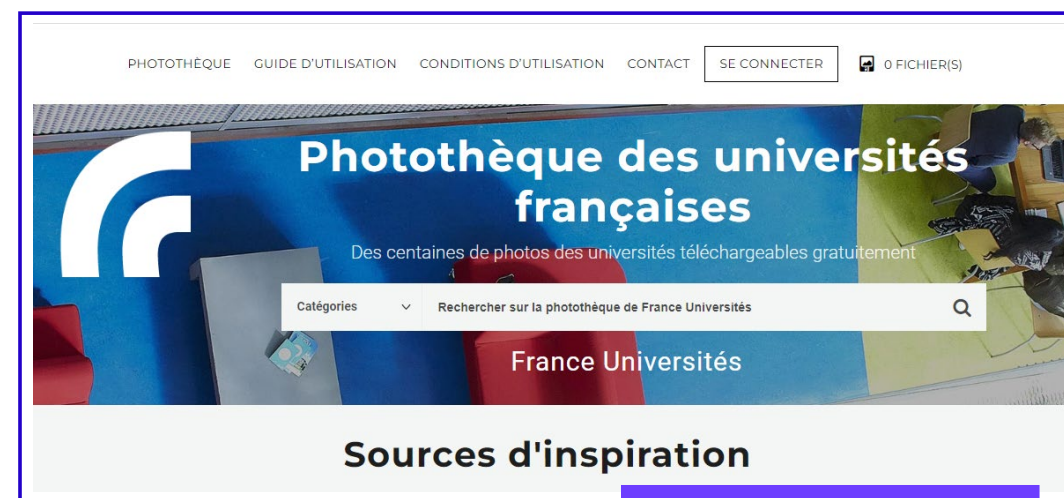 PHOTOTHÈQUE GUIDE D'UTILISATION CONDITIONS D'UTILISATION CONTACT SE CONNECTER 0 FICHIER(S)
Photothèque des universités
françaises
Des centaines de photos des universités téléchargeables gratuitement
Catégories Rechercher sur la photothèque de France Universités
France Universités
Sources d'inspiration